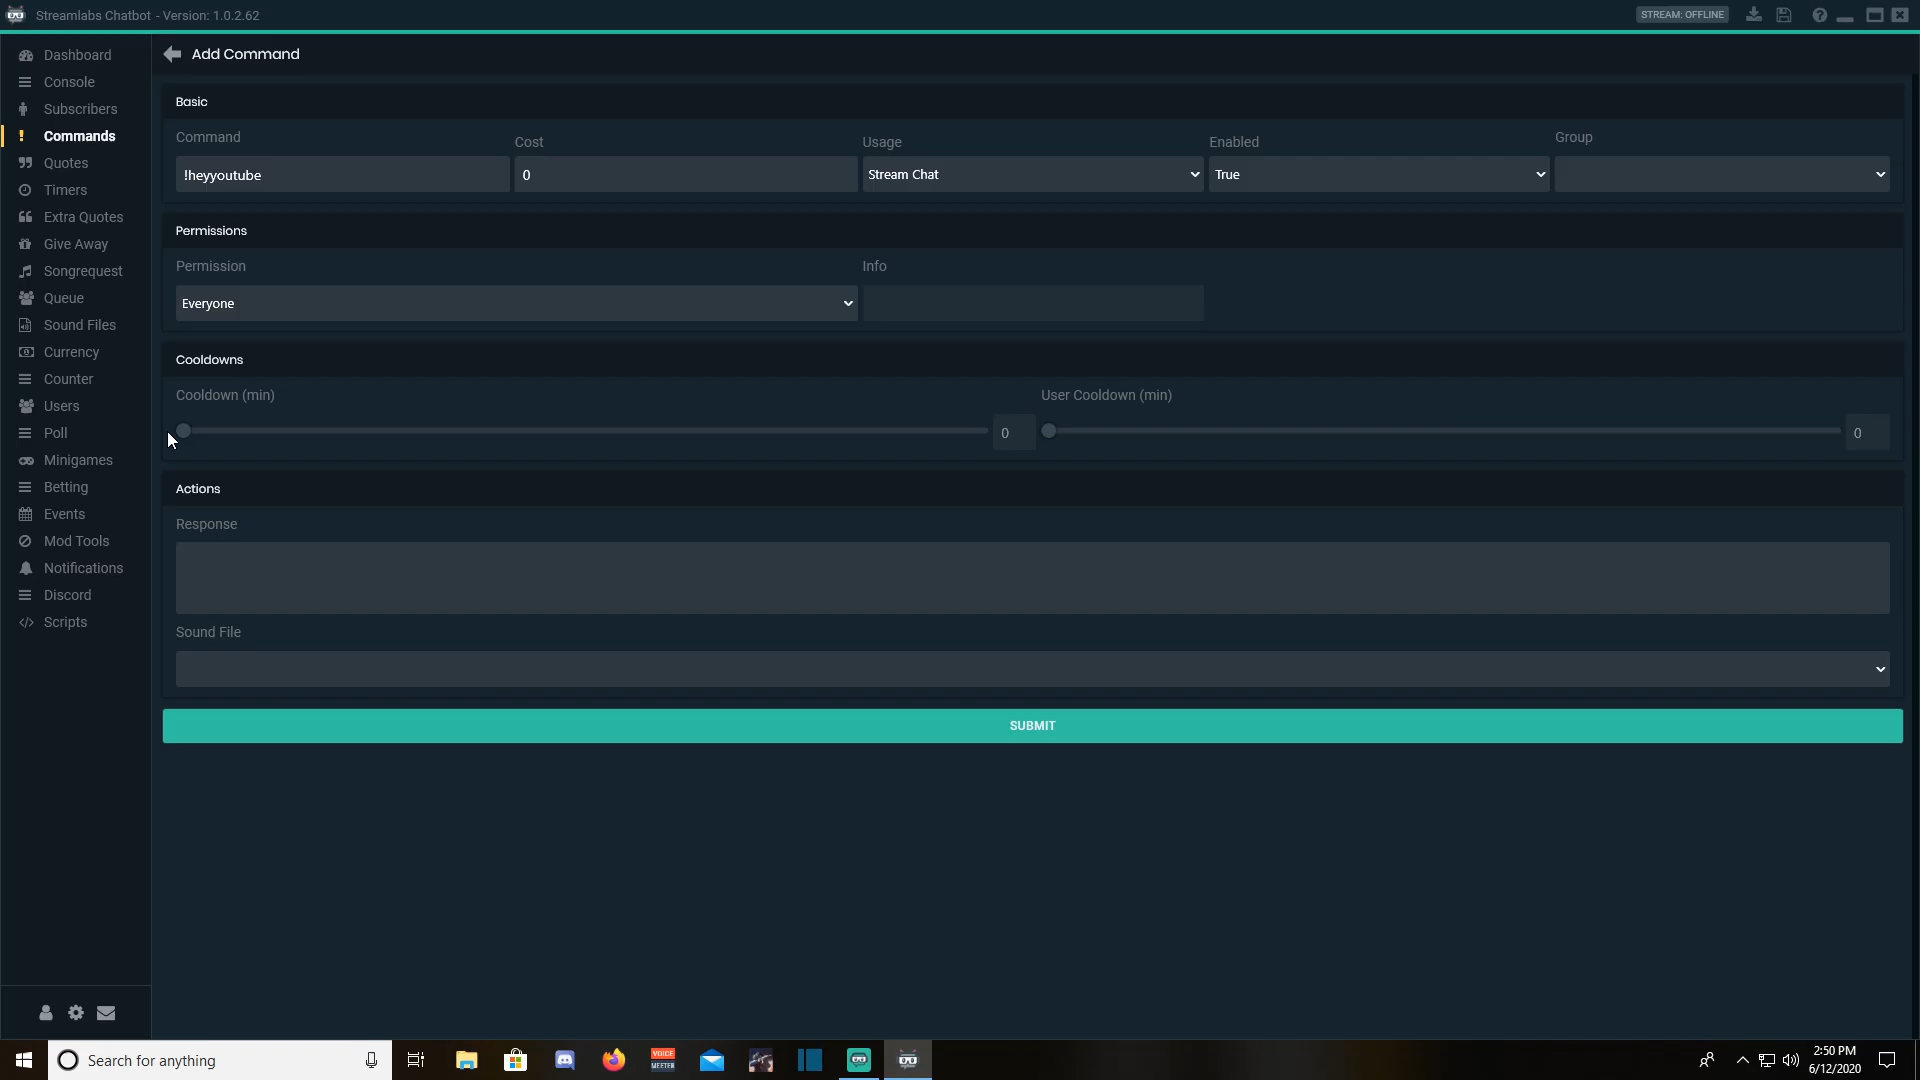 Streamlabs Chatbot - Version: 1.0.2.62
STREAM: OFFLINE
Dashboard
Console
Subscribers
Commands
Quotes
Timers
Extra Quotes
Give Away
Songrequest
Queue
Sound Files
Currency
Counter
Users
Poll
Minigames
Betting
Events
Mod Tools
Notifications
Discord
Scripts
Add Command
Basic
Command
Cost
Usage
Enabled
Group
!heyyoutube
0
Stream Chat
True
Permissions
Permission
Info
Everyone
Cooldowns
Cooldown (min)
User Cooldown (min)
0
0
Actions
Response
Sound File
SUBMIT
Search for anything
VOICE
MEETER
2:50 PM
6/12/2020